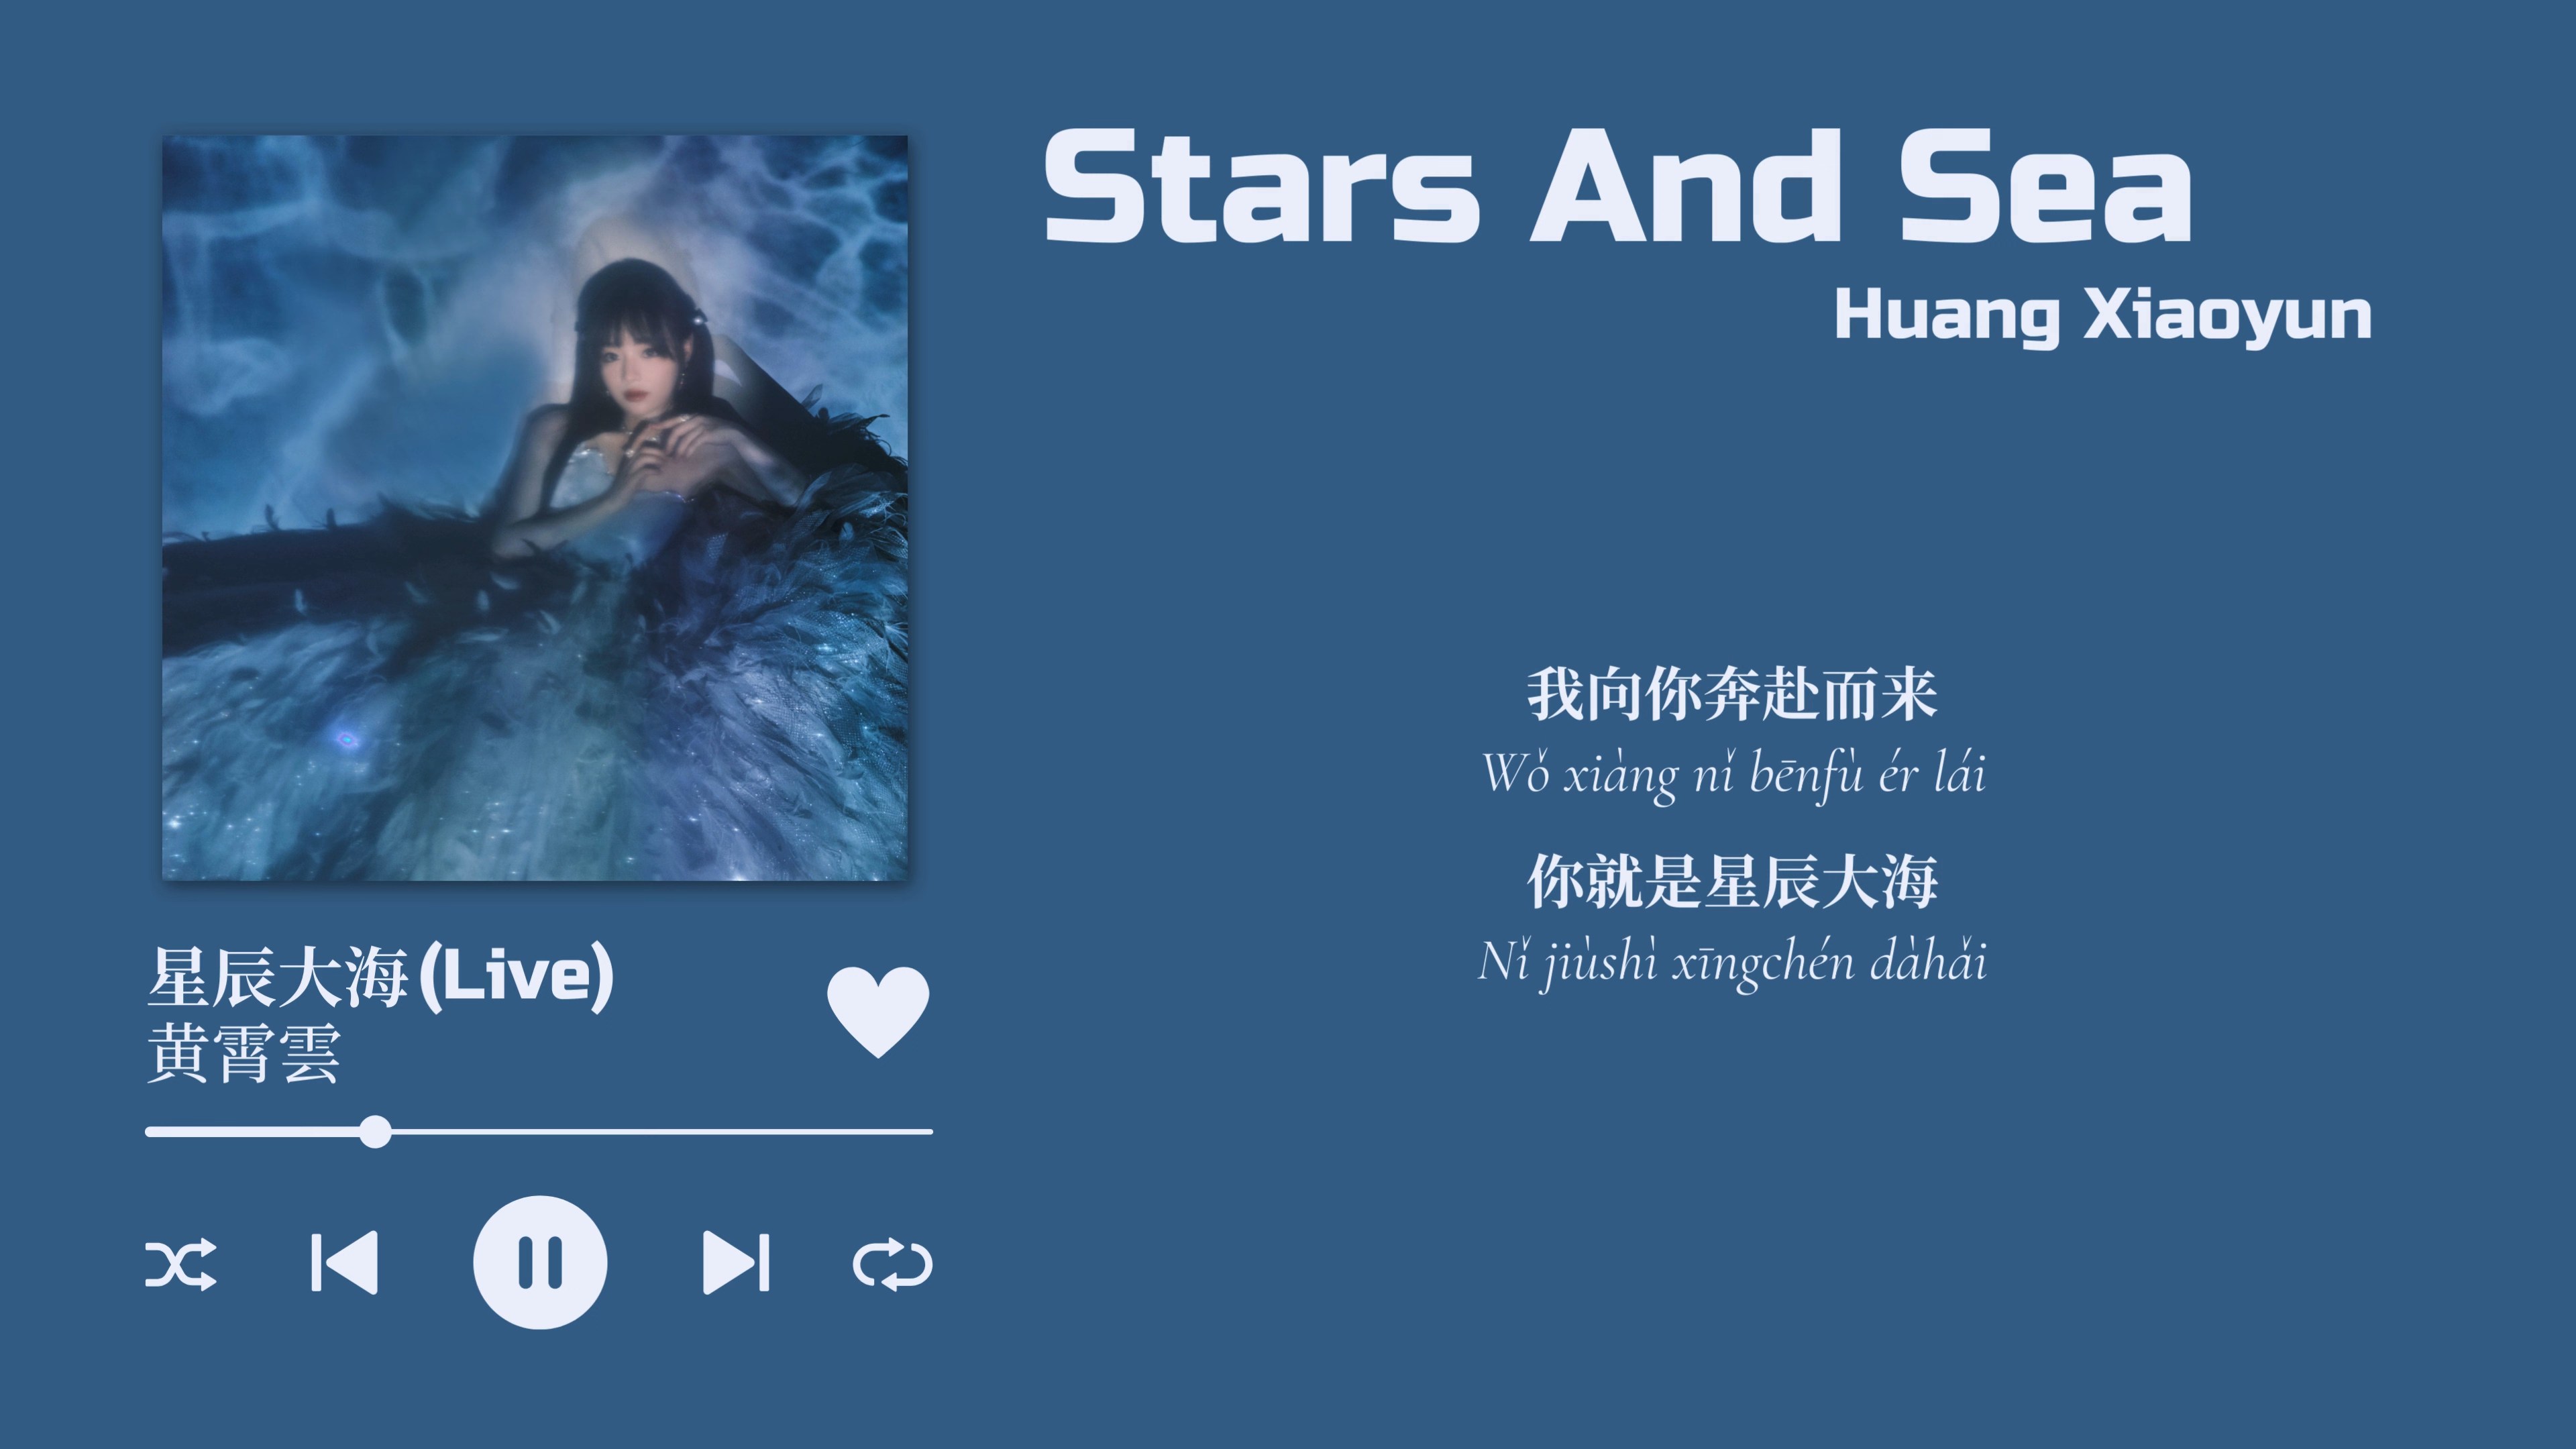 Stars And Sea
Huang Xiaoyun
我向你奔赴而来
Wǒ xiàng nǐ bēnfù ér lái
你就是星辰大海
Nǐ jiùshì xīngchén dàhǎi
星辰大海(Live)
黄霄雲